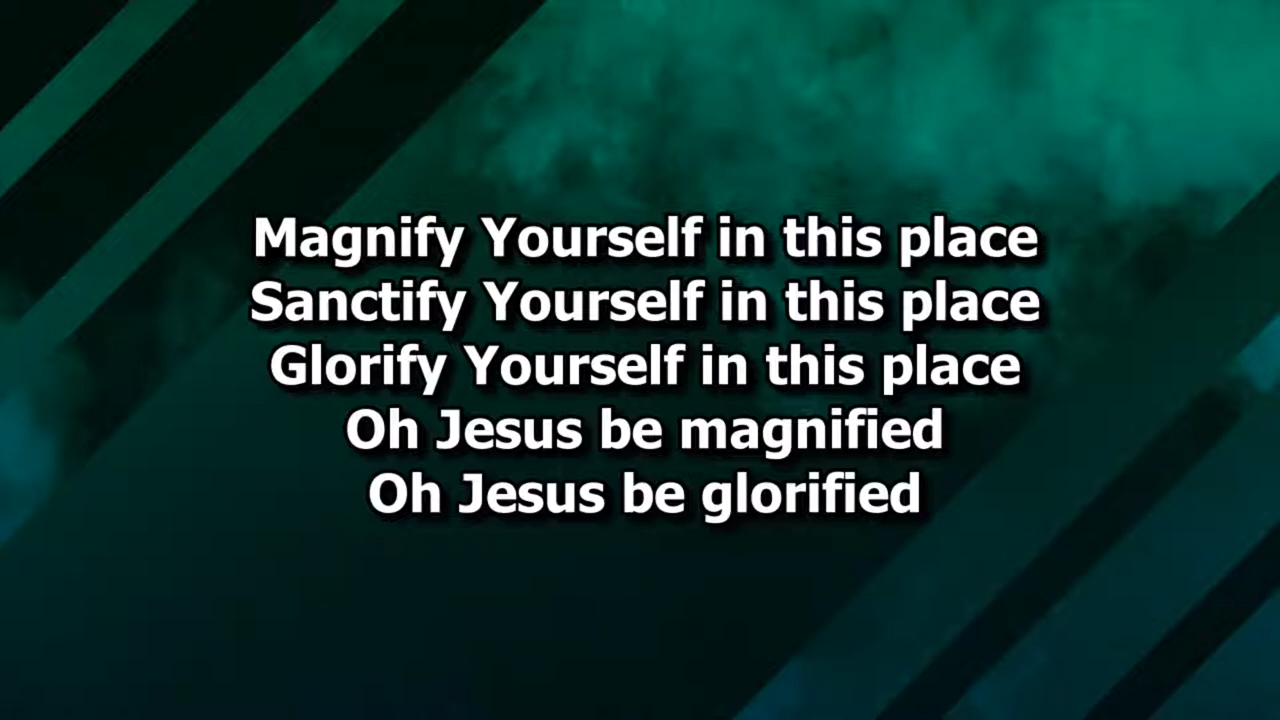 Magnify Yourself in this place
Sanctify Yourself in this place
Glorify Yourself in this place
Oh Jesus be magnified
Oh Jesus be glorified